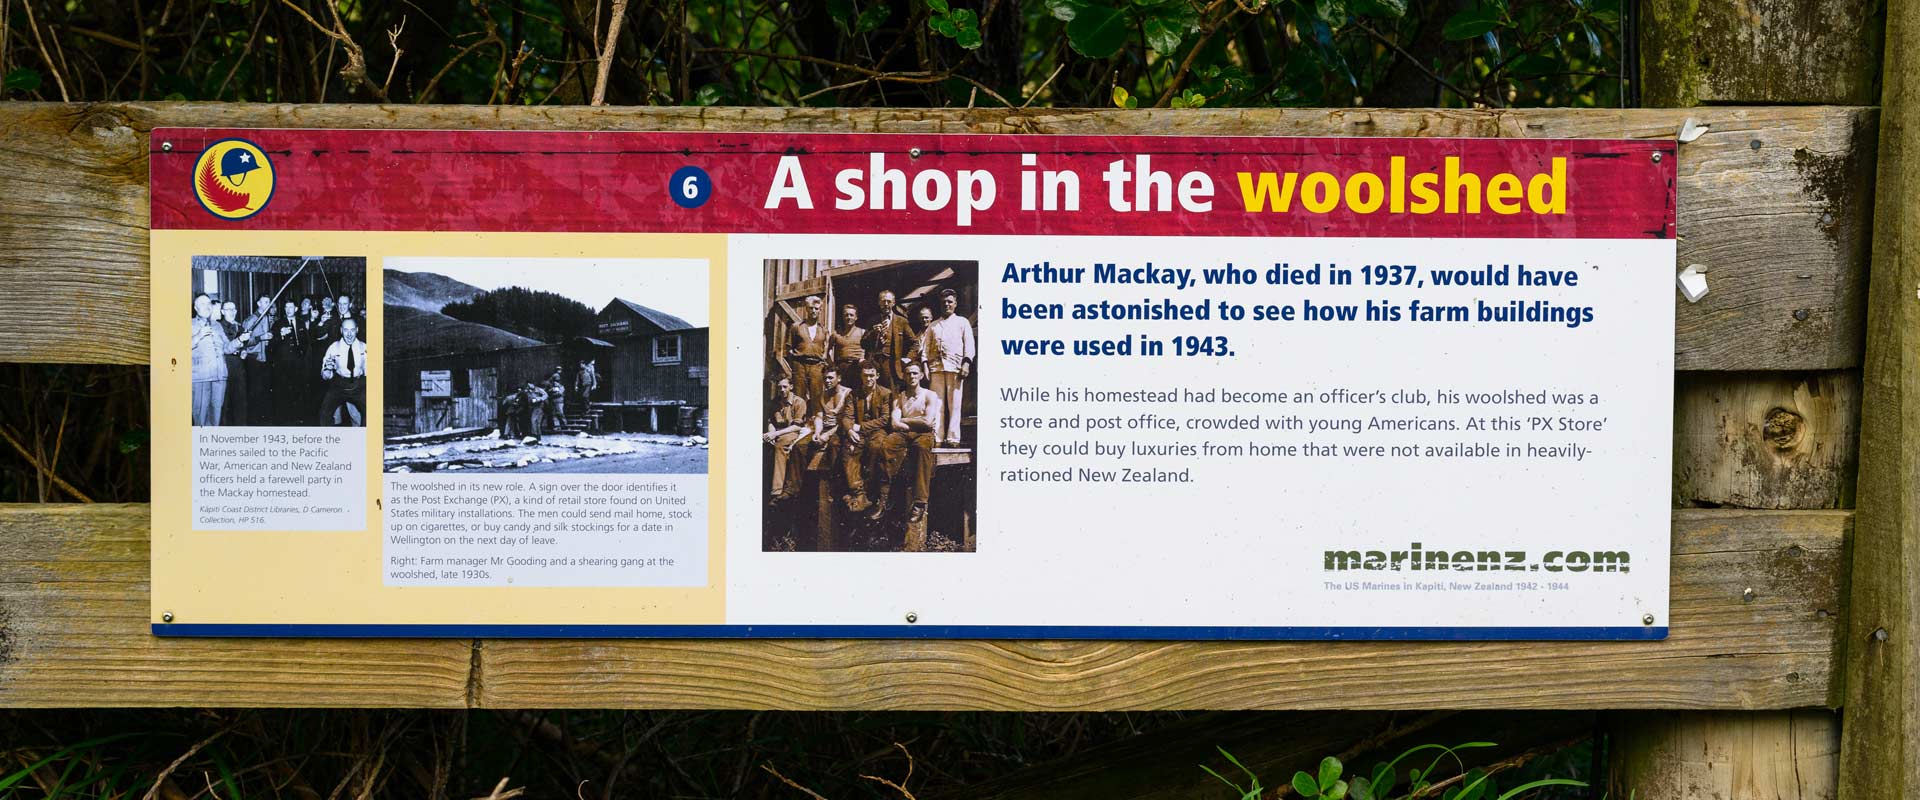 6
A shop in the woolshed
In November 1943, before the
Marines sailed to the Pacific
War, American and New Zealand
officers held a farewell party in
the Mackay homestead.
Kāpiti Coast District Libraries, D Cameron
Collection, HP 516.
POST EXCHANGE
The woolshed in its new role. A sign over the door identifies it
as the Post Exchange (PX), a kind of retail store found on United
States military installations. The men could send mail home, stock
up on cigarettes, or buy candy and silk stockings for a date in
Wellington on the next day of leave.
Right: Farm manager Mr Gooding and a shearing gang at the
woolshed, late 1930s.
Arthur Mackay, who died in 1937, would have
been astonished to see how his farm buildings
were used in 1943.
While his homestead had become an officer's club, his woolshed was a
store and post office, crowded with young Americans. At this ‘PX Store’
they could buy luxuries from home that were not available in heavily-
rationed New Zealand.
marinenz.com
The US Marines in Kapiti, New Zealand 1942 - 1944